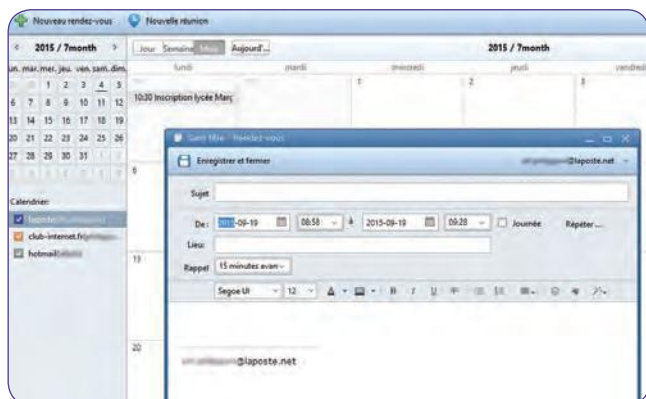 Nouveau rendez-vous Nouvelle réunion
< 2015 / 7month > Jour Semaine Mois Aujourd'... 2015 / 7month
un. mar. mer. jeu. ven. sam. dim. lundi mardi mercredi jeudi vendredi
1 2 3 4 5 1 2 3
6 7 8 9 10 11 12 10:30 Inscription lycée Marc
13 14 15 16 17 18 19
20 21 22 23 24 25 26
27 28 29 30 31
Rendez-vous
Enregistrer et fermer @laposte.net
6
Sujet
Calendrier:
De: -09-19 08:58 à 2015-09-19 09:28 Journée Répéter...
club-internet.fr
Lieu:
hotmail
13
Rappel 15 minutes avan
Segoe UI 12 A B I U
20
@laposte.net